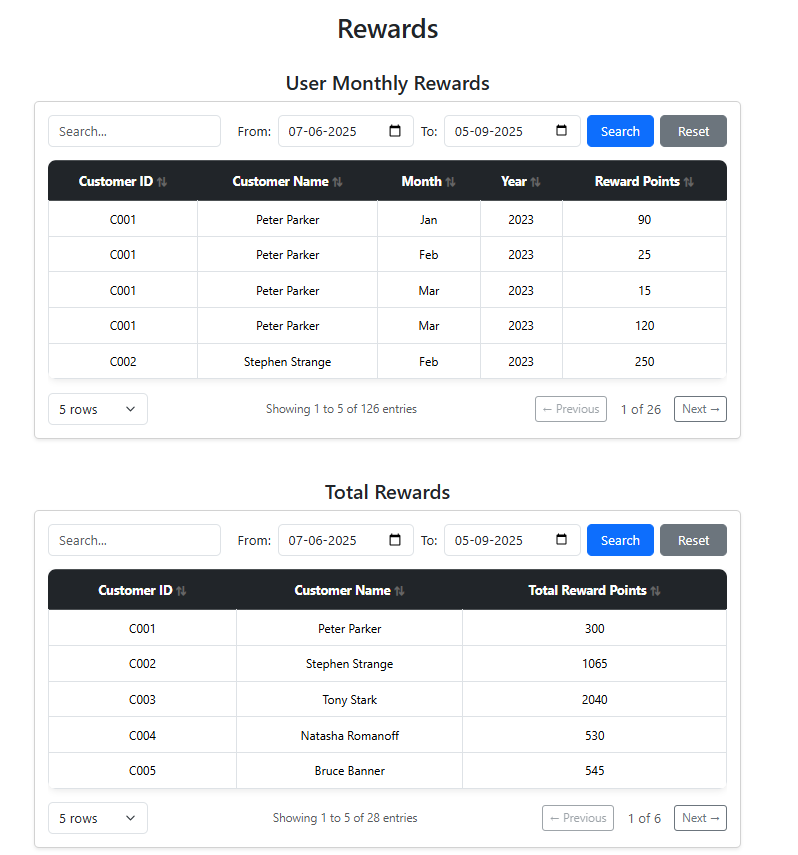 Rewards
User Monthly Rewards
Search... From: 07-06-2025 To: 05-09-2025 Search Reset
Customer ID ⇅ Customer Name ⇅ Month ⇅ Year ⇅ Reward Points ⇅
C001 Peter Parker Jan 2023 90
C001 Peter Parker Feb 2023 25
C001 Peter Parker Mar 2023 15
C001 Peter Parker Mar 2023 120
C002 Stephen Strange Feb 2023 250
5 rows Showing 1 to 5 of 126 entries ← Previous 1 of 26 Next →
Total Rewards
Search... From: 07-06-2025 To: 05-09-2025 Search Reset
Customer ID ⇅ Customer Name ⇅ Total Reward Points ⇅
C001 Peter Parker 300
C002 Stephen Strange 1065
C003 Tony Stark 2040
C004 Natasha Romanoff 530
C005 Bruce Banner 545
5 rows Showing 1 to 5 of 28 entries ← Previous 1 of 6 Next →